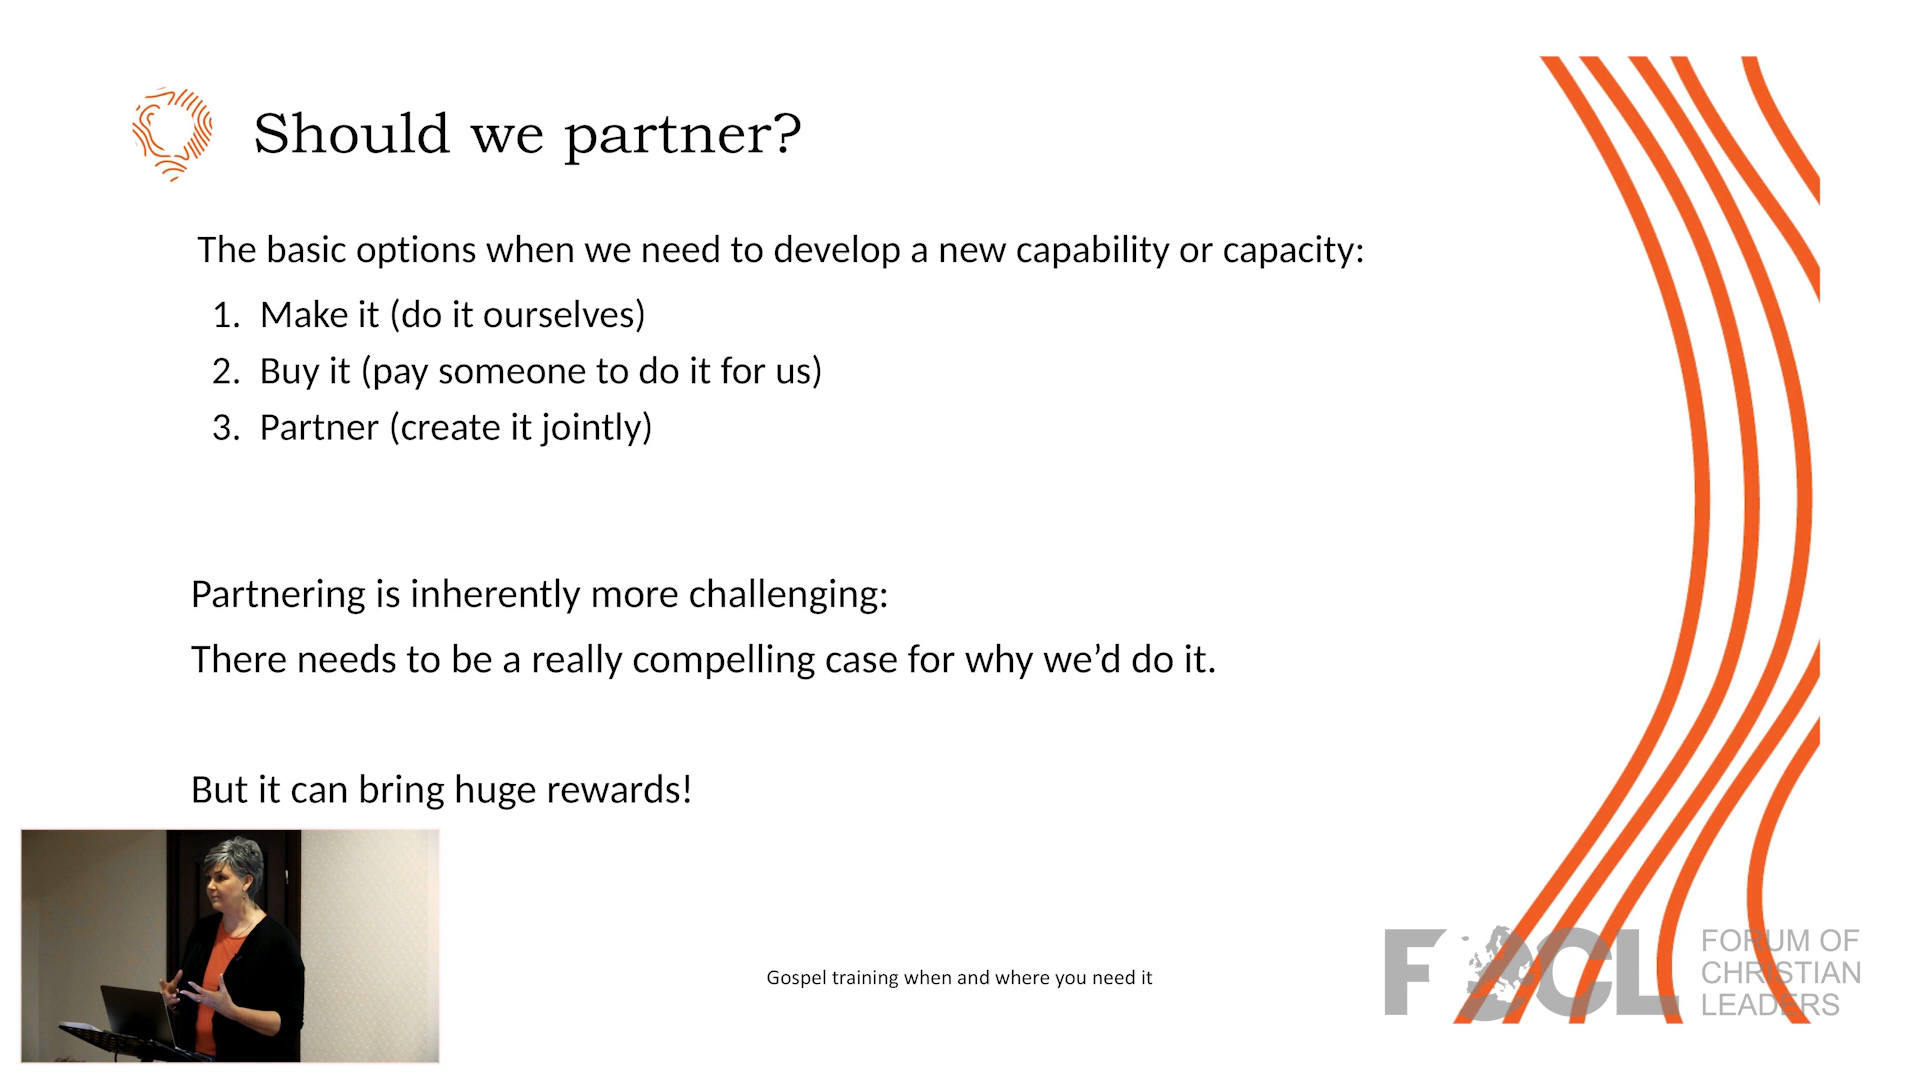 Should we partner?
The basic options when we need to develop a new capability or capacity:
1. Make it (do it ourselves)
2. Buy it (pay someone to do it for us)
3. Partner (create it jointly)
Partnering is inherently more challenging:
There needs to be a really compelling case for why we’d do it.
But it can bring huge rewards!
Gospel training when and where you need it
FOCL
FORUM OF
CHRISTIAN
LEADERS